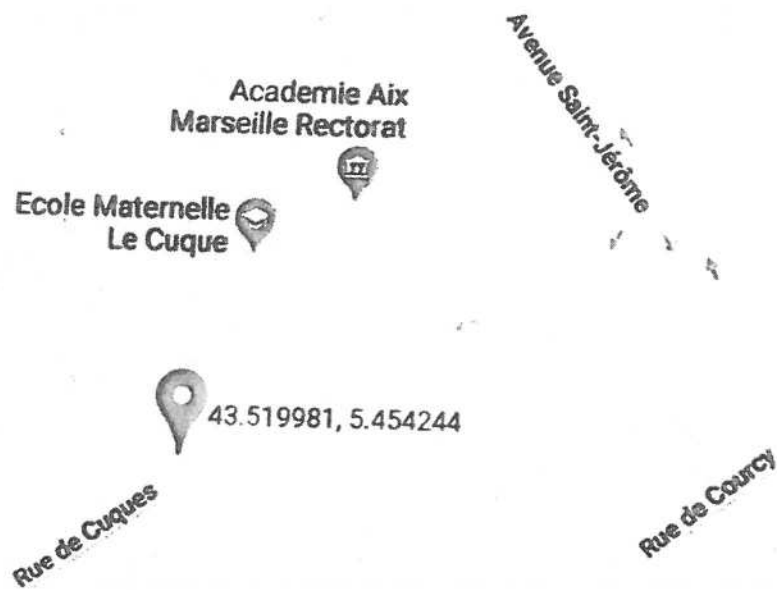 Avenue Saint-Jérôme
Academie Aix
Marseille Rectorat
Ecole Maternelle
Le Cuque
43.519981, 5.454244
Rue de Cuques
Rue de Courcy